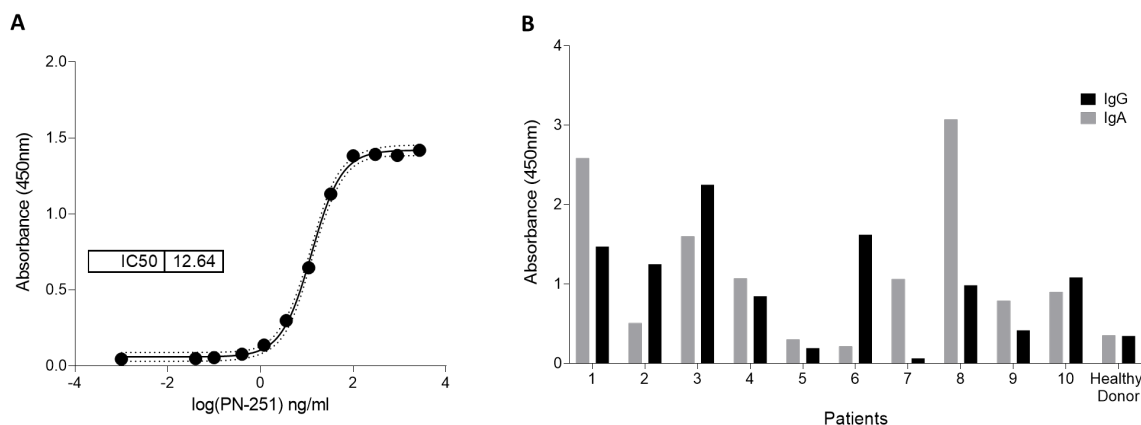 A
B
Absorbance (450nm)
2.0
1.5
1.0
0.5
0.0
IC50 12.64
-4 -2 0 2 4
log(PN-251) ng/ml
Absorbance (450nm)
4
3
2
1
0
IgG
IgA
1 2 3 4 5 6 7 8 9 10 Healthy
Donor
Patients